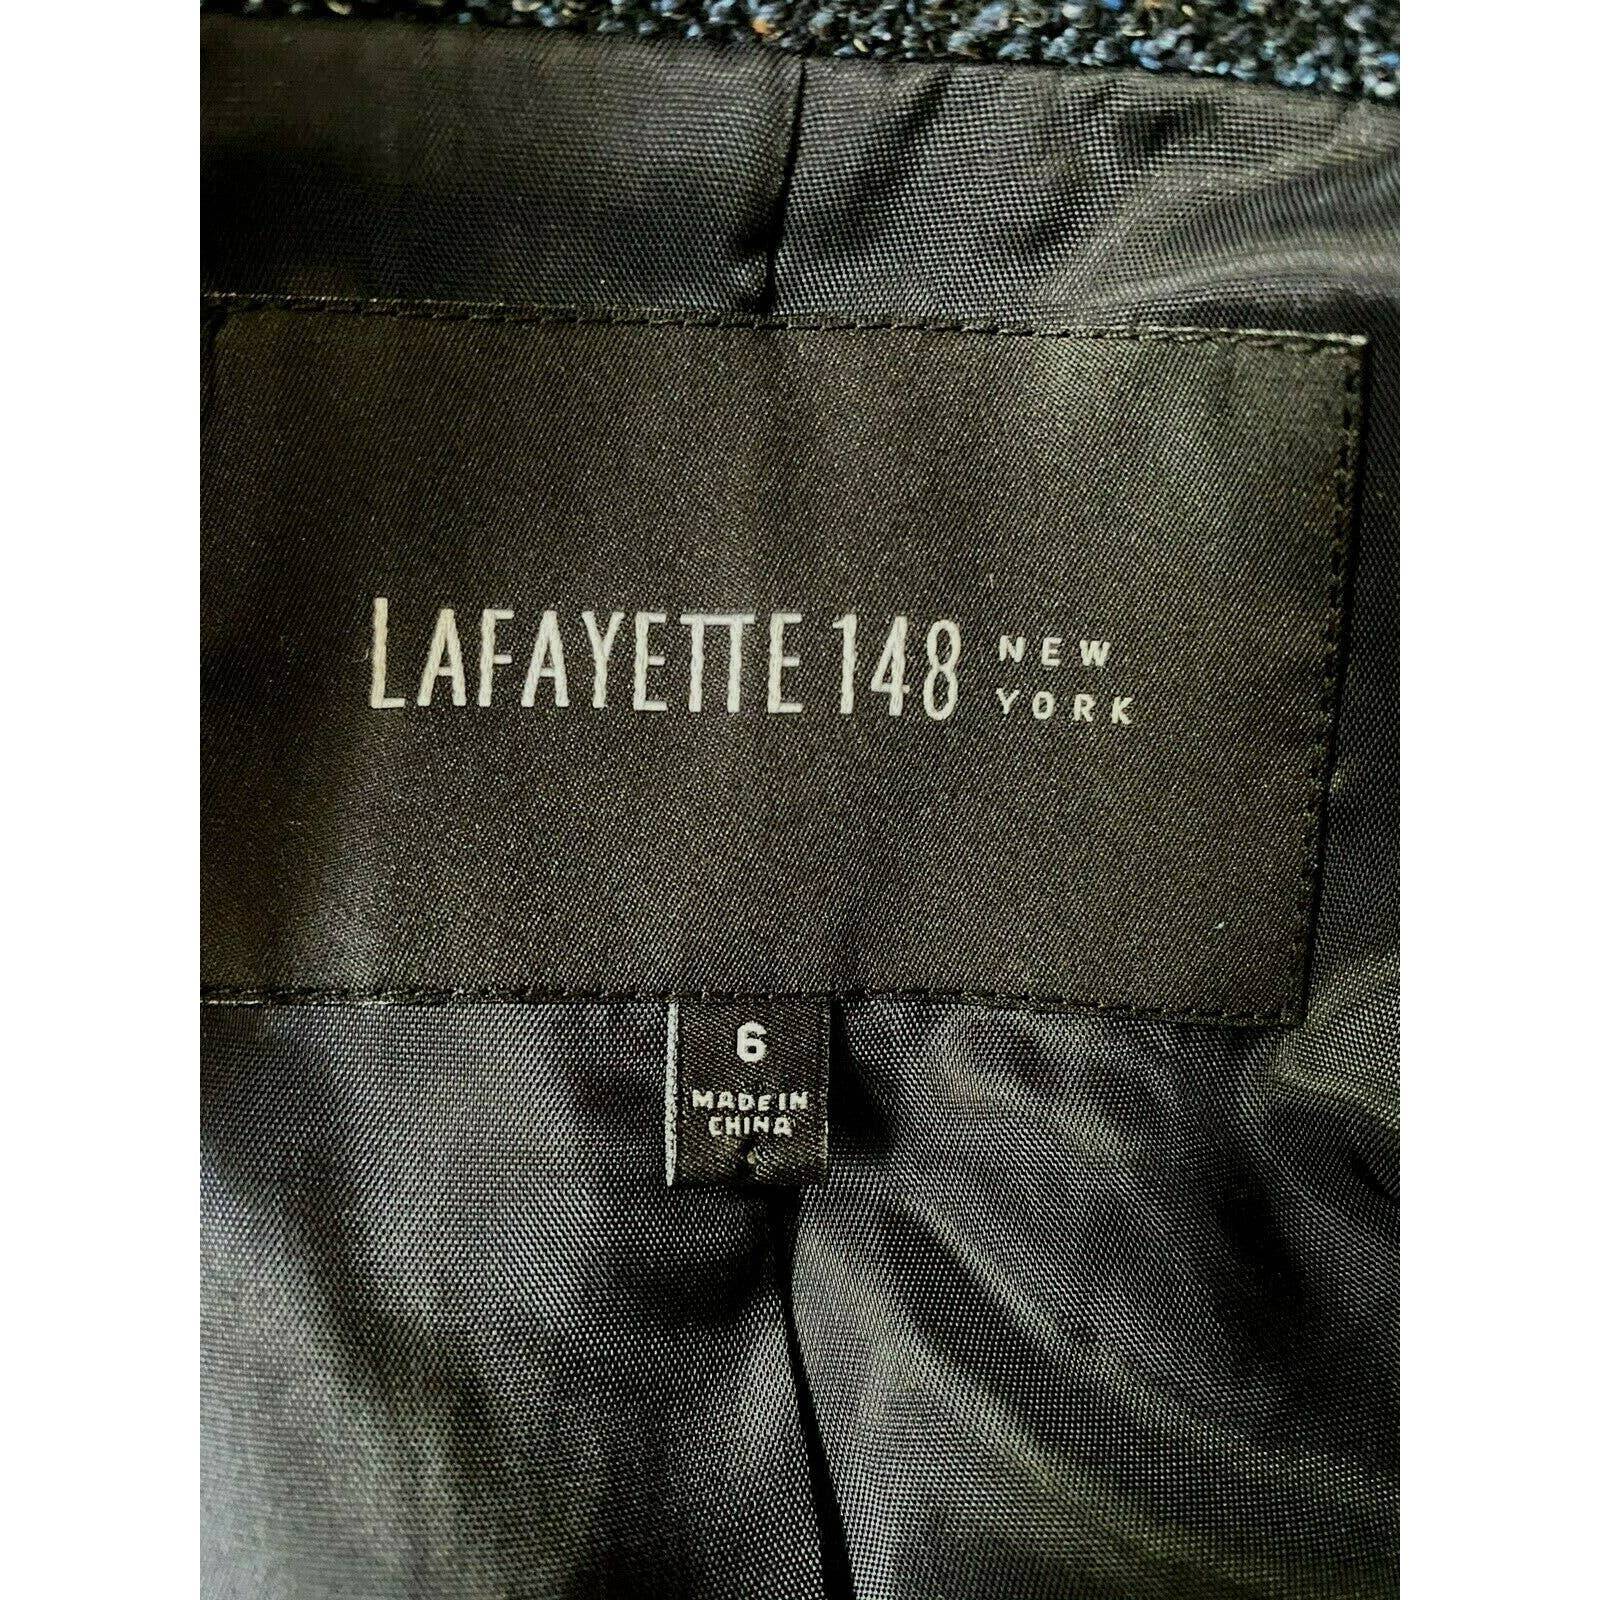 LAFAYETTE 148 NEW
YORK
6
MADE IN
CHINA